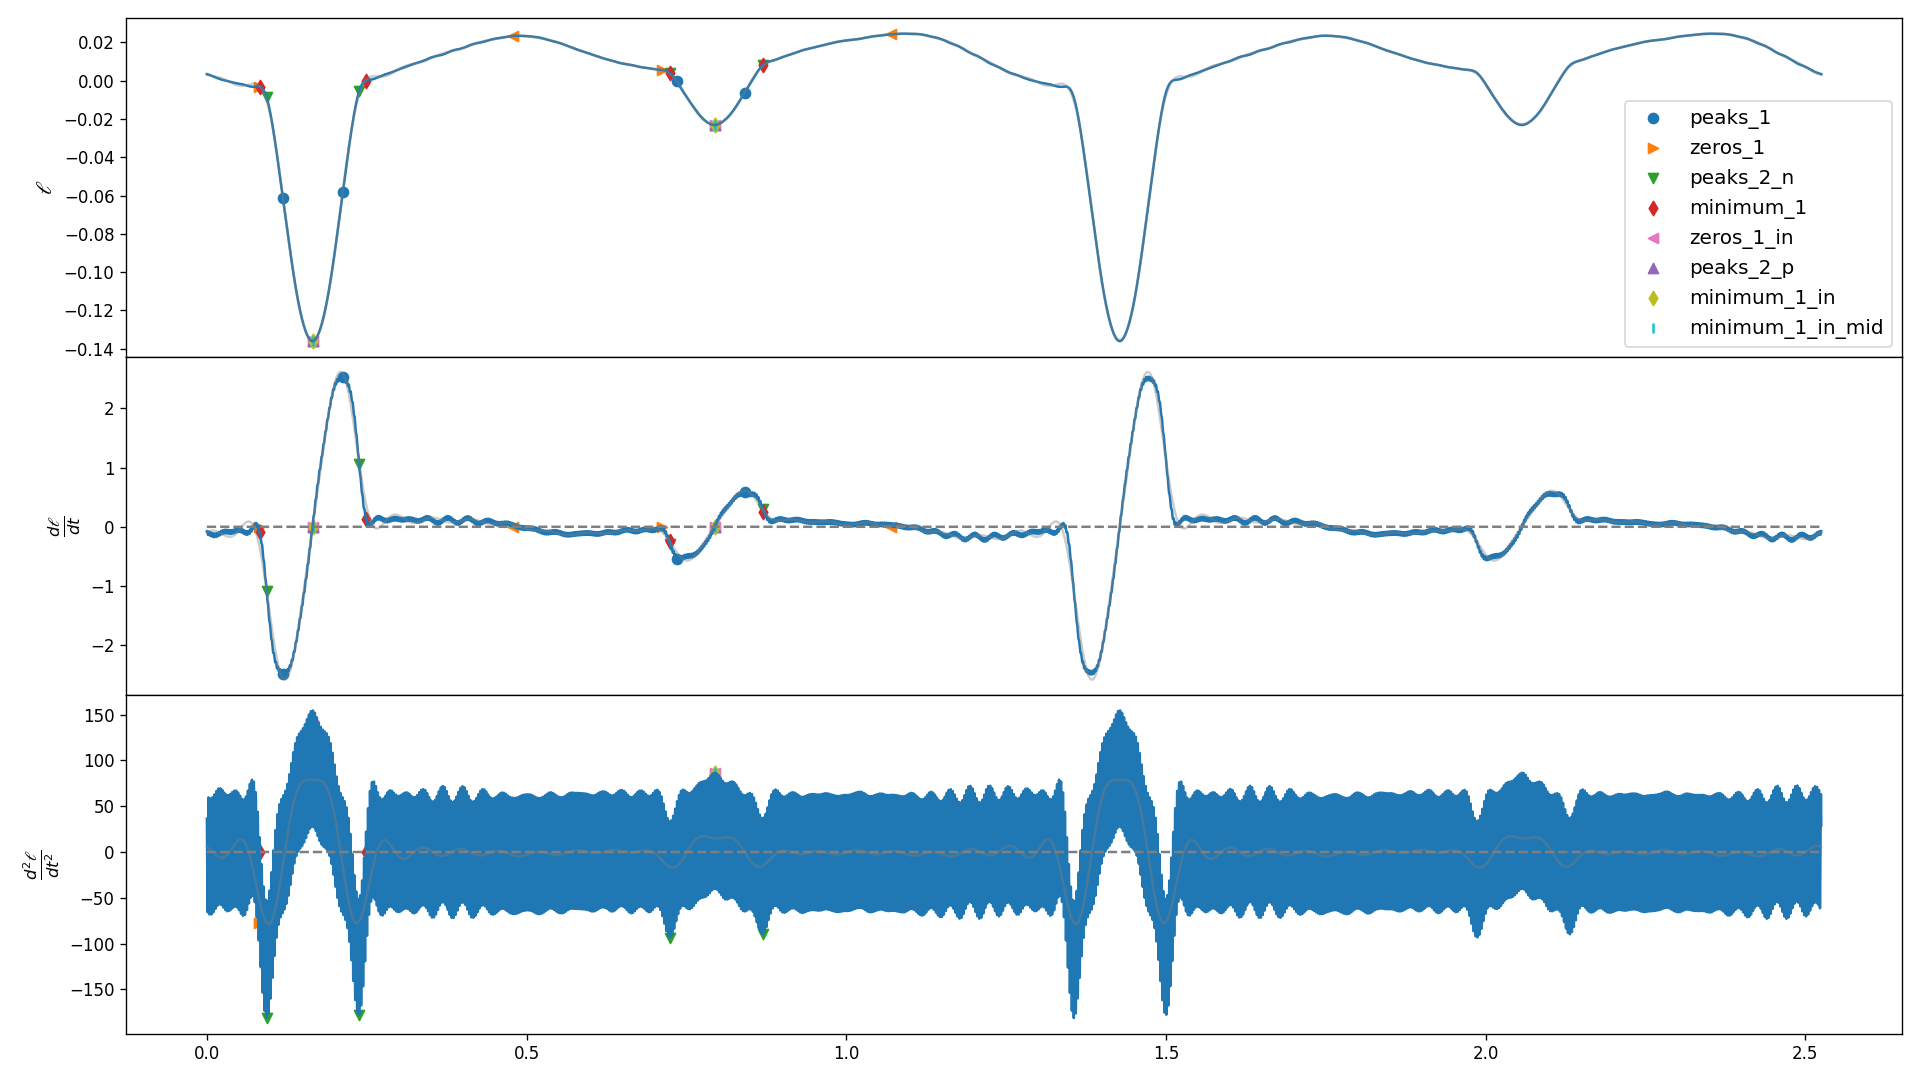 0.02
0.00
−0.02
−0.04
−0.06
−0.08
−0.10
−0.12
−0.14
ℓ
peaks_1
zeros_1
peaks_2_n
minimum_1
zeros_1_in
peaks_2_p
minimum_1_in
minimum_1_in_mid
2
1
0
−1
−2
dℓ
dt
150
100
50
0
−50
−100
−150
d²ℓ
dt²
0.0 0.5 1.0 1.5 2.0 2.5